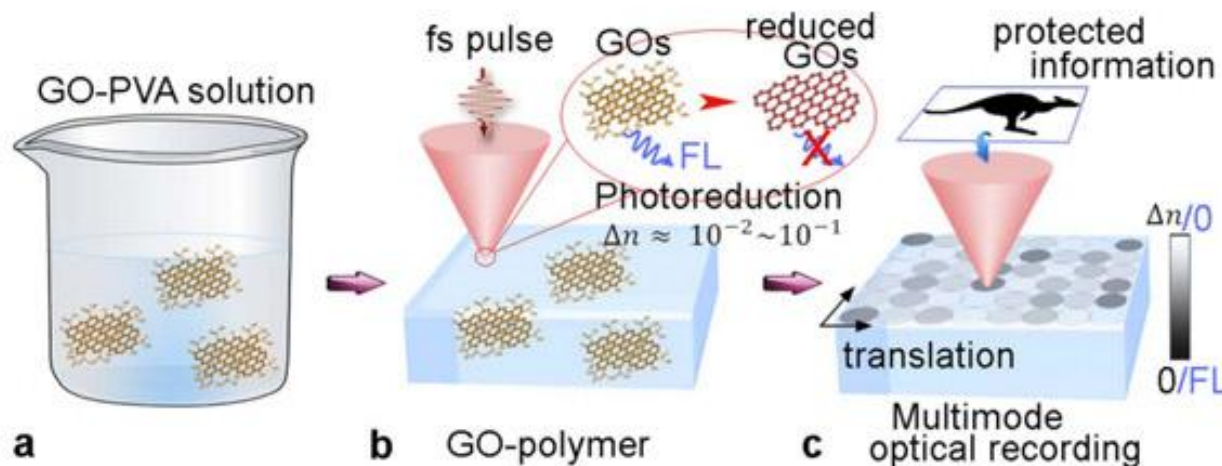 GO-PVA solution
a
fs pulse
GOs
reduced
GOs
FL
X
Photoreduction
Δn ≈ 10⁻²~10⁻¹
b
GO-polymer
protected
information
Δn/0
translation
0/FL
c
Multimode
optical recording